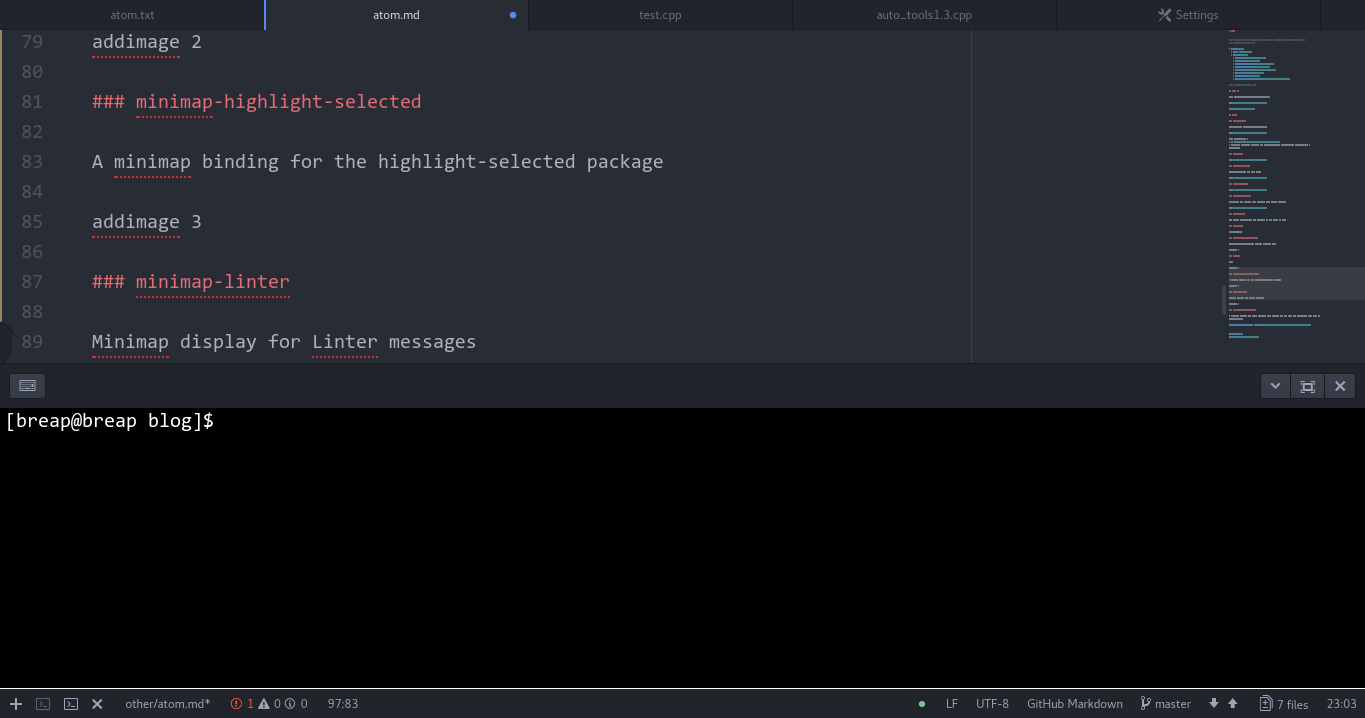 atom.txt atom.md test.cpp auto_tools1.3.cpp Settings
79 addimage 2
80
81 ### minimap-highlight-selected
82
83 A minimap binding for the highlight-selected package
84
85 addimage 3
86
87 ### minimap-linter
88
89 Minimap display for Linter messages
[breap@breap blog]$
other/atom.md* 1 0 0 97:83 LF UTF-8 GitHub Markdown master 7 files 23:03